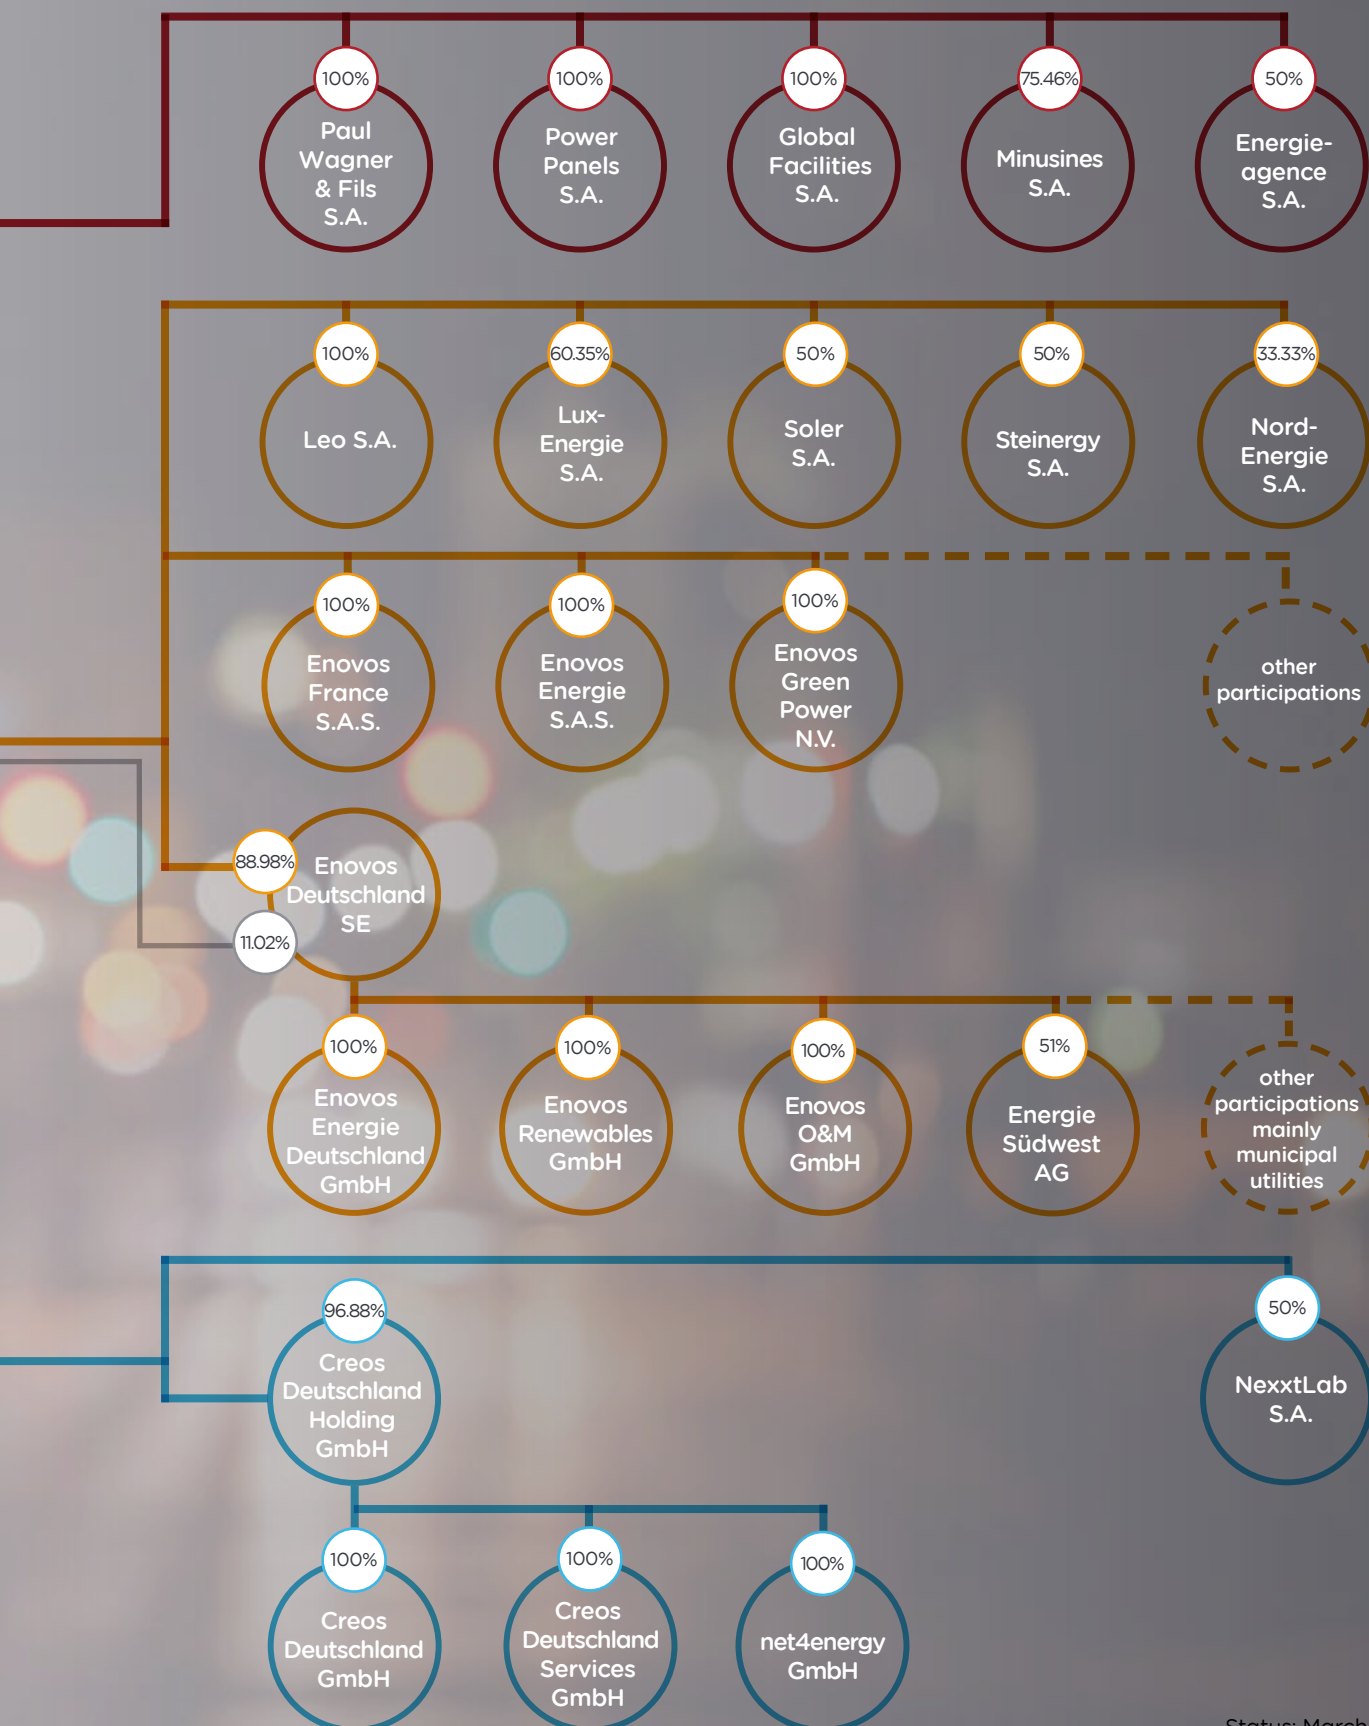 100%
Paul
Wagner
& Fils
S.A.
100%
Power
Panels
S.A.
100%
Global
Facilities
S.A.
75.46%
Minusines
S.A.
50%
Energie-
agence
S.A.
100%
Leo S.A.
60.35%
Lux-
Energie
S.A.
50%
Soler
S.A.
50%
Steinergy
S.A.
33.33%
Nord-
Energie
S.A.
100%
Enovos
France
S.A.S.
100%
Enovos
Energie
S.A.S.
100%
Enovos
Green
Power
N.V.
other
participations
88.98%
11.02%
Enovos
Deutschland
SE
100%
Enovos
Energie
Deutschland
GmbH
100%
Enovos
Renewables
GmbH
100%
Enovos
O&M
GmbH
51%
Energie
Südwest
AG
other
participations
mainly
municipal
utilities
96.88%
Creos
Deutschland
Holding
GmbH
50%
NexxtLab
S.A.
100%
Creos
Deutschland
GmbH
100%
Creos
Deutschland
Services
GmbH
100%
net4energy
GmbH
Status: March